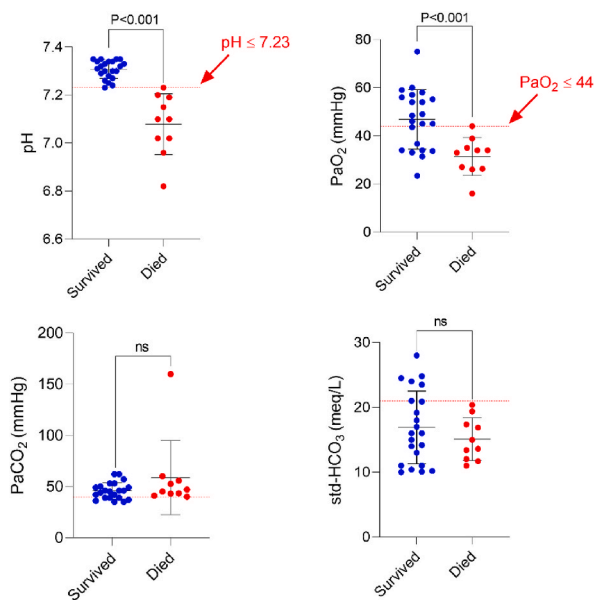 P<0.001
pH ≤ 7.23
7.4
7.2
7.0
6.8
6.6
pH
Survived
Died
P<0.001
PaO₂ ≤ 44
80
60
40
20
0
PaO₂ (mmHg)
Survived
Died
ns
200
150
100
50
0
PaCO₂ (mmHg)
Survived
Died
ns
30
20
10
0
std-HCO₃ (meq/L)
Survived
Died